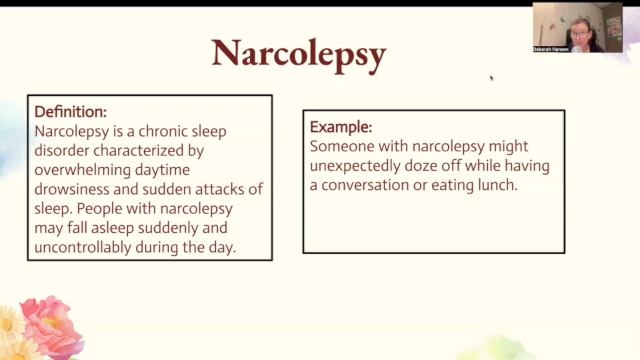 Narcolepsy
Deborah Hansen
Definition:
Narcolepsy is a chronic sleep
disorder characterized by
overwhelming daytime
drowsiness and sudden attacks of
sleep. People with narcolepsy
may fall asleep suddenly and
uncontrollably during the day.
Example:
Someone with narcolepsy might
unexpectedly doze off while having
a conversation or eating lunch.